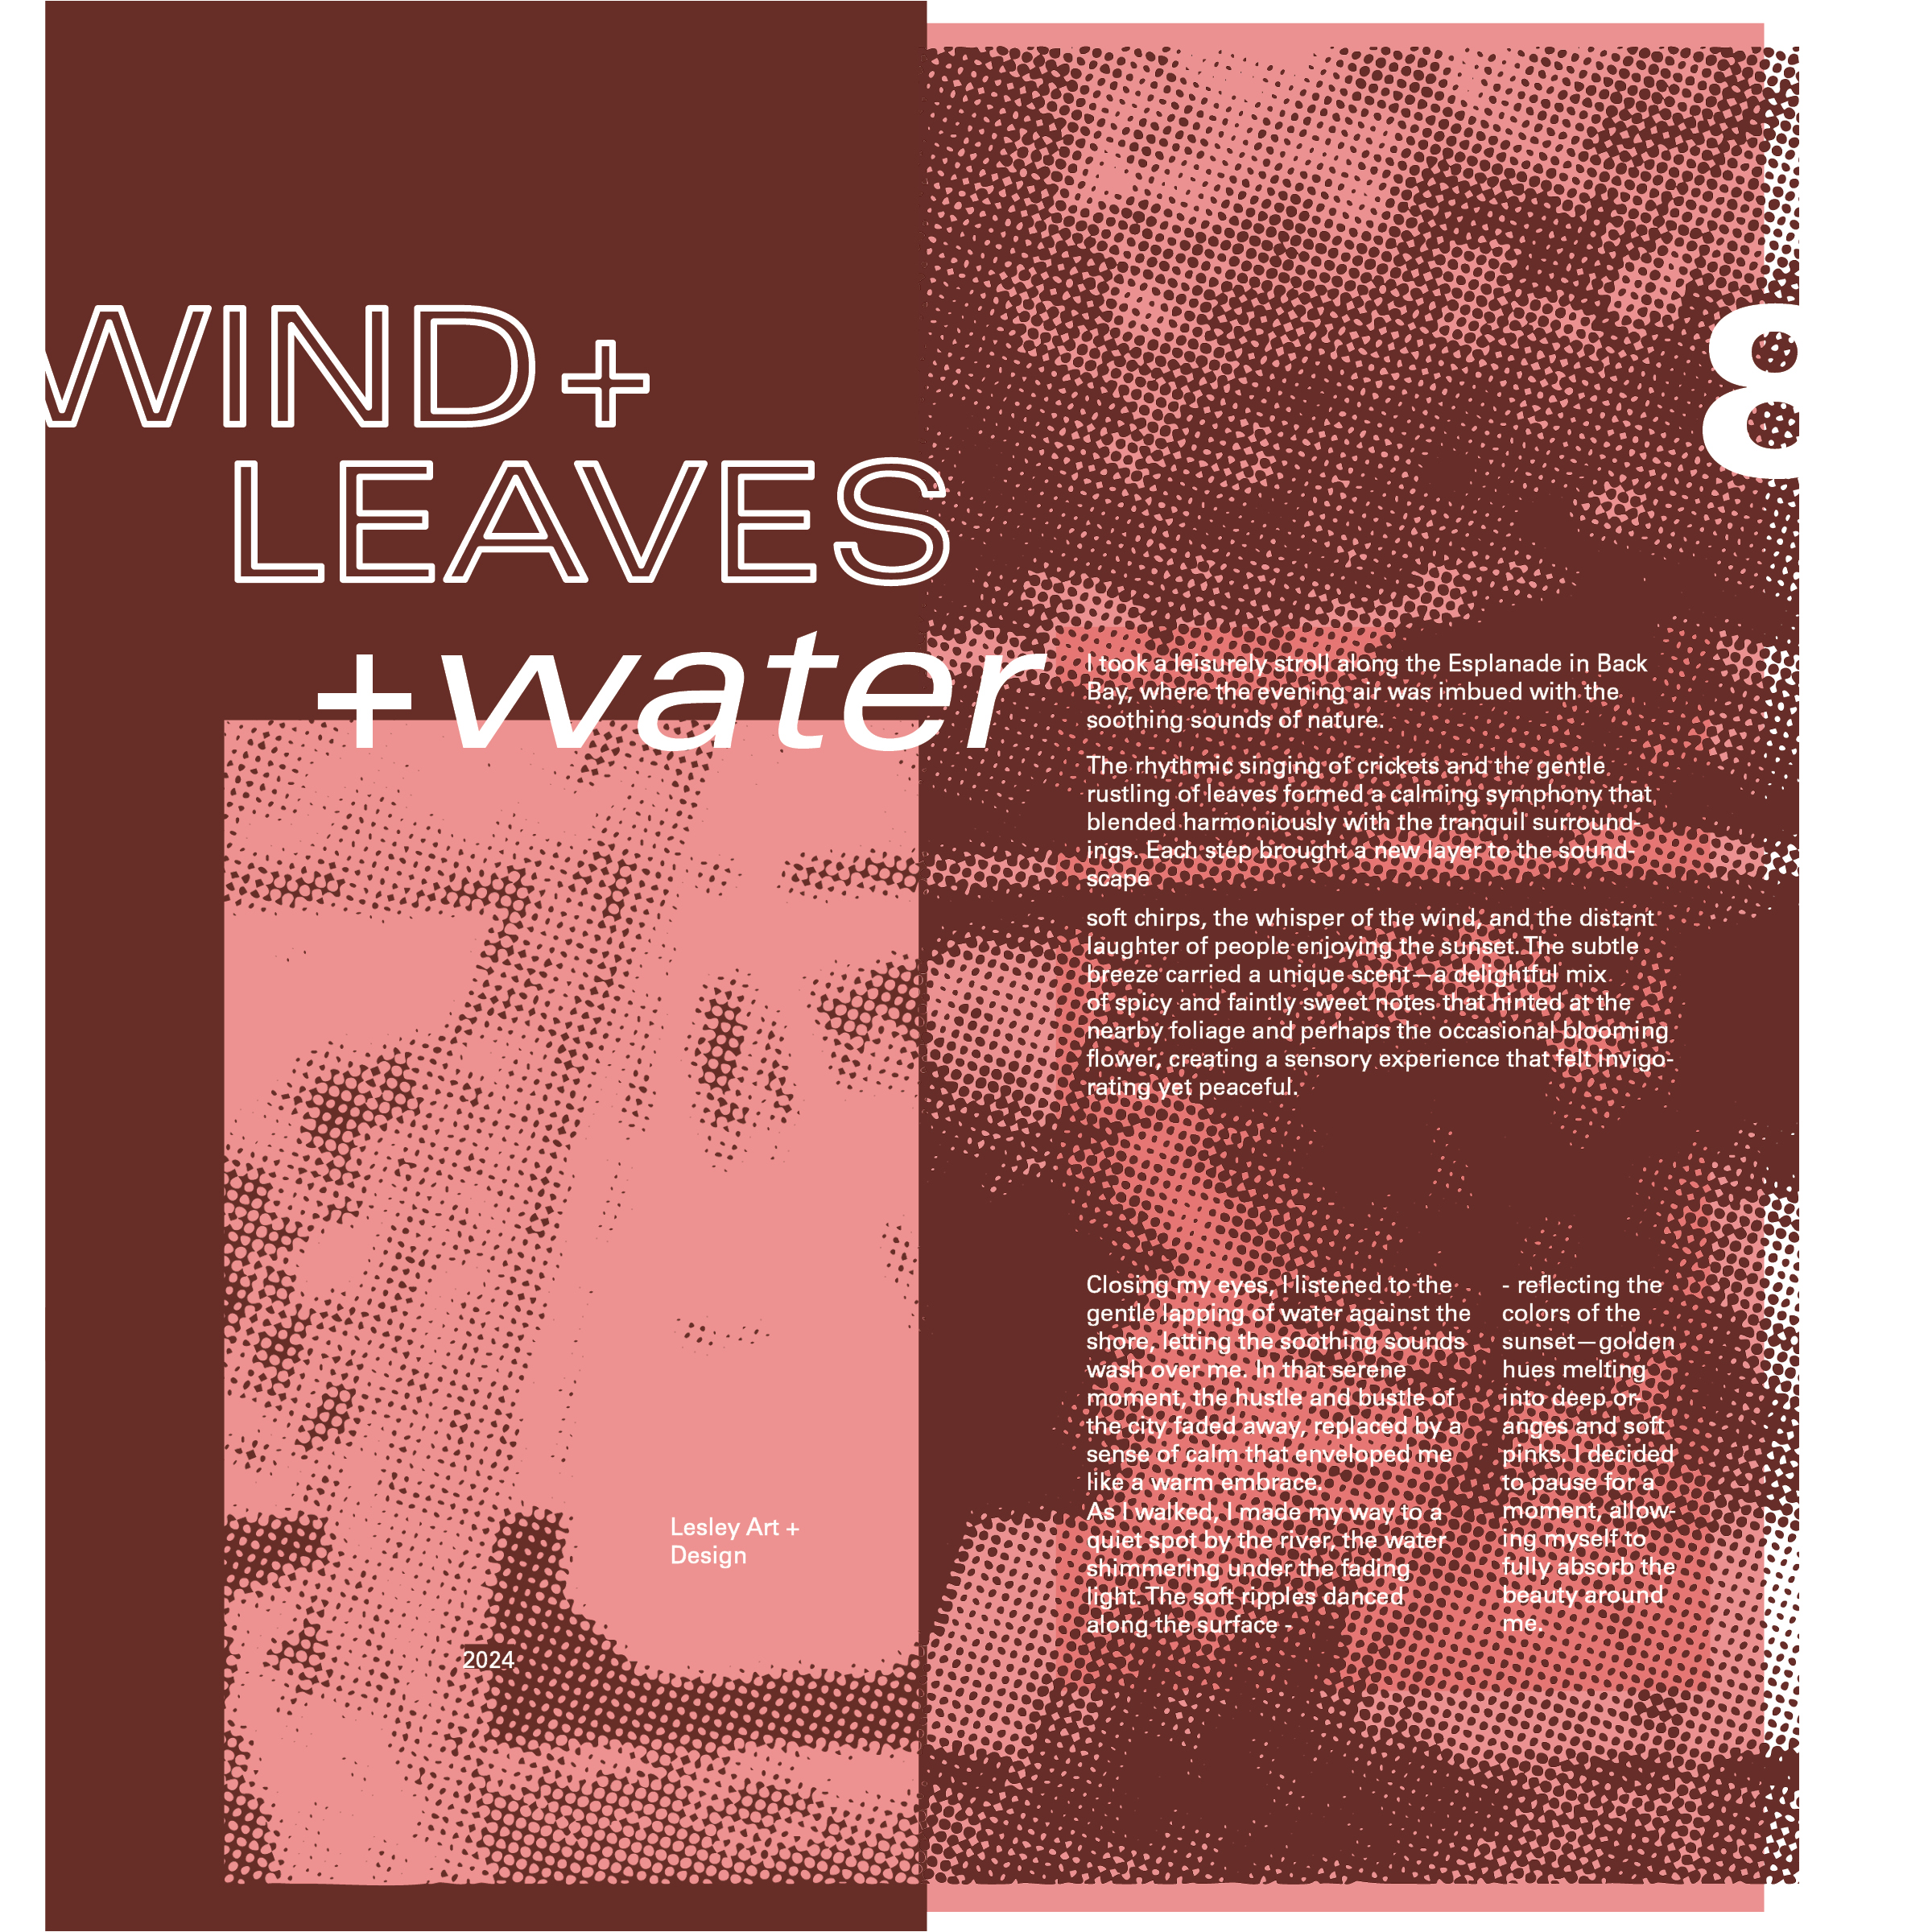 WIND+
LEAVES
+water
8
I took a leisurely stroll along the Esplanade in Back
Bay, where the evening air was imbued with the
soothing sounds of nature.
The rhythmic singing of crickets and the gentle
rustling of leaves formed a calming symphony that
blended harmoniously with the tranquil surround-
ings. Each step brought a new layer to the sound-
scape
soft chirps, the whisper of the wind, and the distant
laughter of people enjoying the sunset. The subtle
breeze carried a unique scent—a delightful mix
of spicy and faintly sweet notes that hinted at the
nearby foliage and perhaps the occasional blooming
flower, creating a sensory experience that felt invigo-
rating yet peaceful.
Closing my eyes, I listened to the
gentle lapping of water against the
shore, letting the soothing sounds
wash over me. In that serene
moment, the hustle and bustle of
the city faded away, replaced by a
sense of calm that enveloped me
like a warm embrace.
As I walked, I made my way to a
quiet spot by the river, the water
shimmering under the fading
light. The soft ripples danced
along the surface -
- reflecting the
colors of the
sunset—golden
hues melting
into deep or-
anges and soft
pinks. I decided
to pause for a
moment, allow-
ing myself to
fully absorb the
beauty around
me.
Lesley Art +
Design
2024